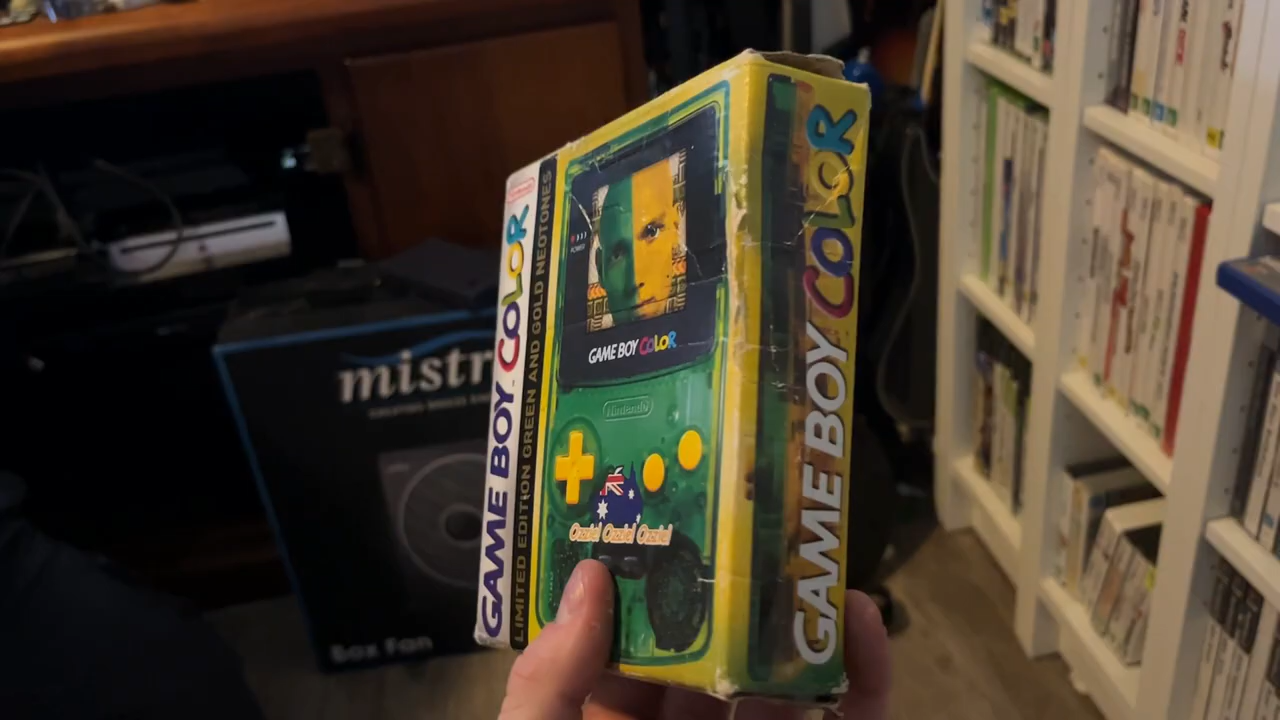 Nintendo
GAME BOY COLOR
LIMITED EDITION GREEN AND GOLD NEOTONES
POWER
GAME BOY COLOR
Nintendo
Ozzie! Ozzie! Ozzie!
GAME BOY COLOR
mistr
Box Fan